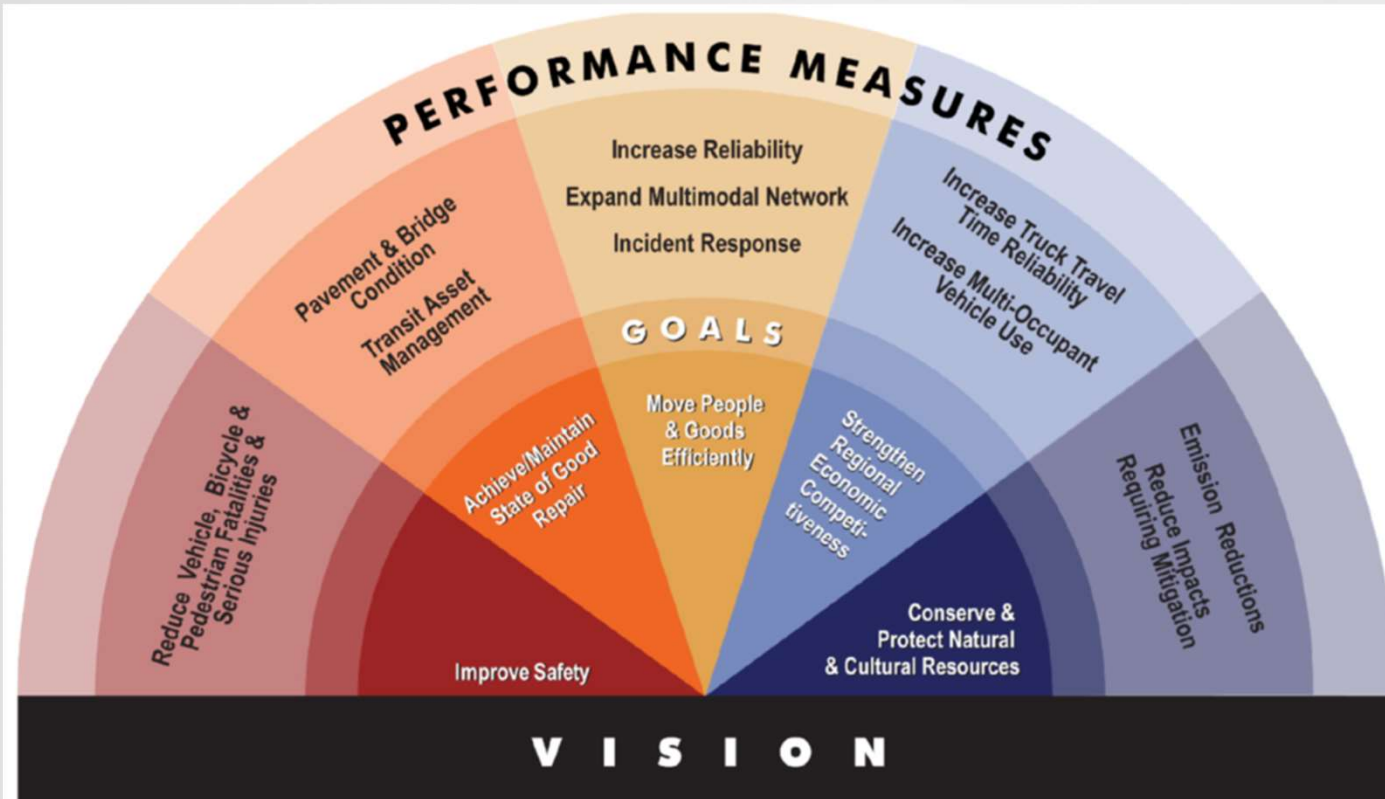 PERFORMANCE MEASURES
Reduce Vehicle, Bicycle &
Pedestrian Fatalities &
Serious Injuries
Pavement & Bridge
Condition
Transit Asset
Management
Increase Reliability
Expand Multimodal Network
Incident Response
Increase Truck Travel
Time Reliability
Increase Multi-Occupant
Vehicle Use
Emission Reductions
Reduce Impacts
Requiring Mitigation
GOALS
Improve Safety
Achieve/Maintain
State of Good
Repair
Move People
& Goods
Efficiently
Strengthen
Regional
Economic
Competi-
tiveness
Conserve &
Protect Natural
& Cultural Resources
VISION